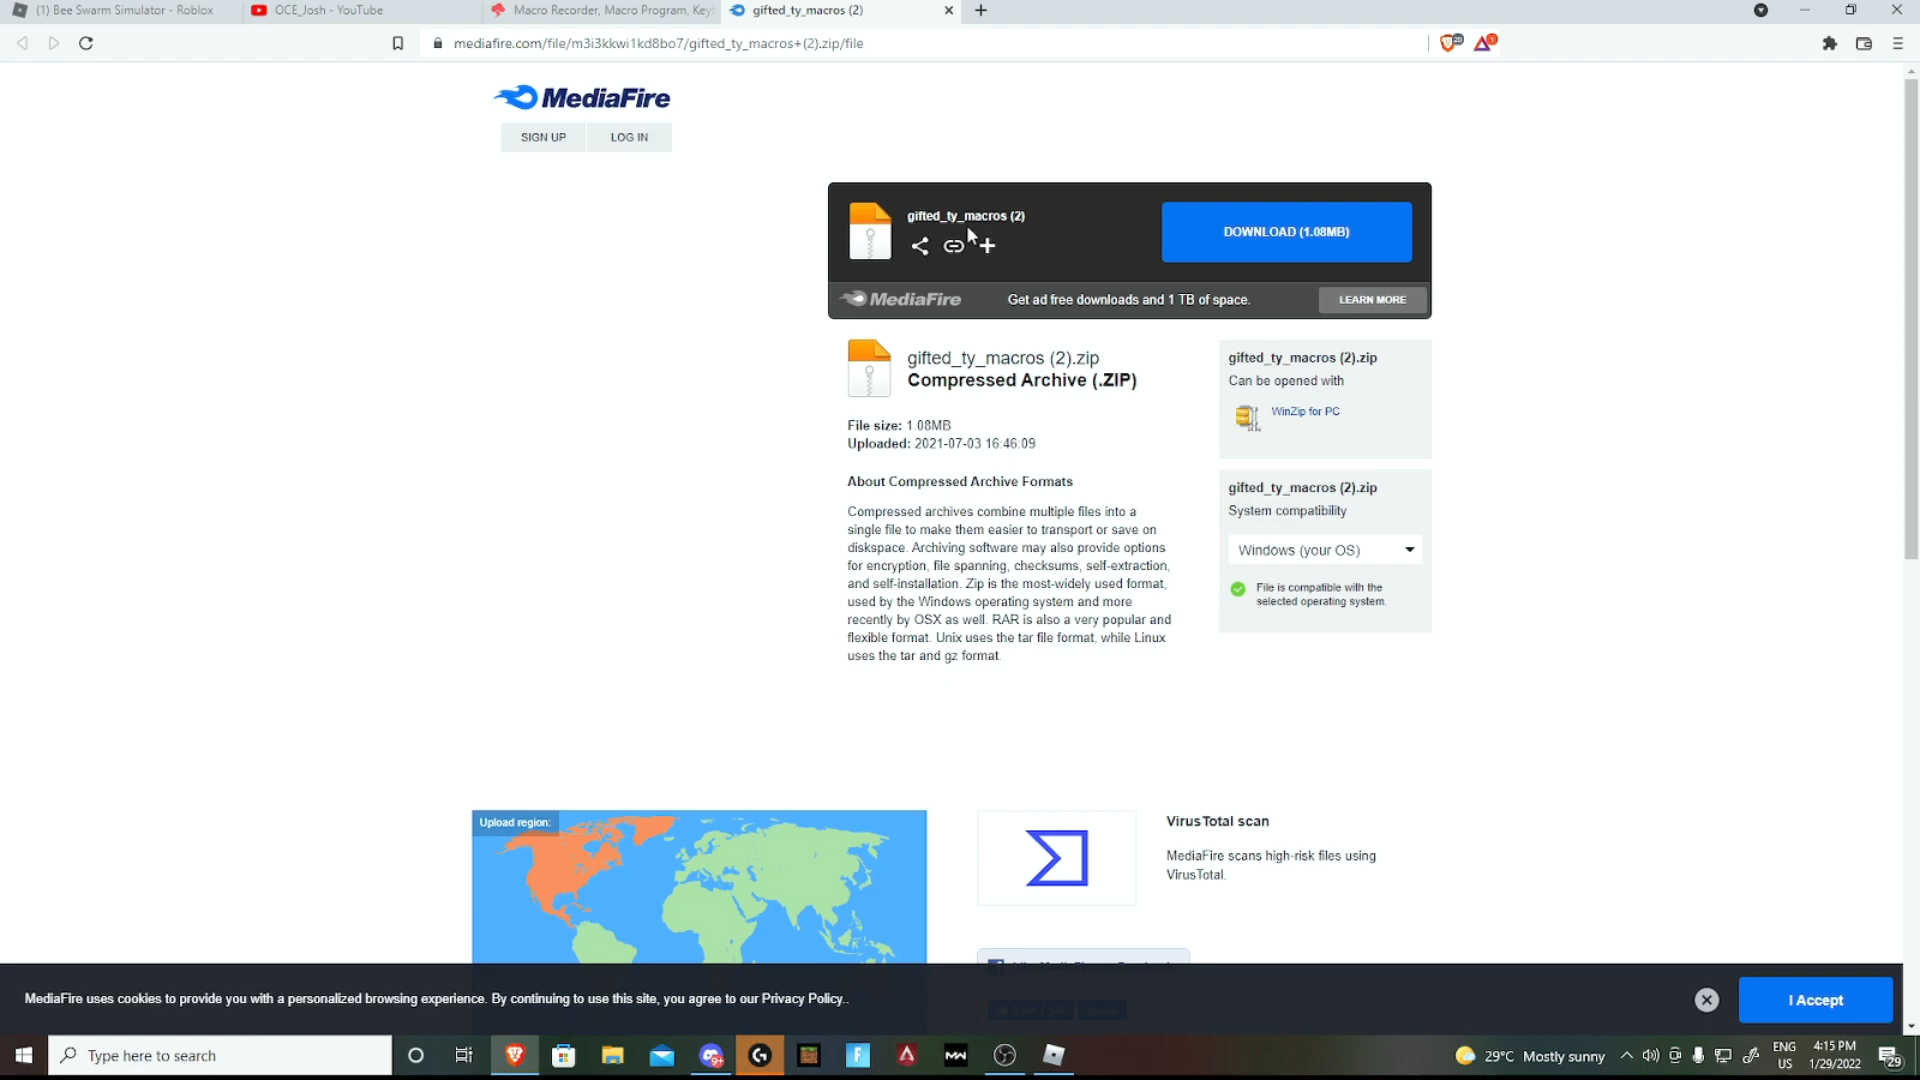 (1) Bee Swarm Simulator - Roblox
OCE_Josh - YouTube
Macro Recorder, Macro Program, Keyb
gifted_ty_macros (2)
mediafire.com/file/m3i3kkwi1kd8bo7/gifted_ty_macros+(2).zip/file
MediaFire
SIGN UP
LOG IN
gifted_ty_macros (2)
DOWNLOAD (1.08MB)
MediaFire
Get ad free downloads and 1 TB of space.
LEARN MORE
gifted_ty_macros (2).zip
Compressed Archive (.ZIP)
File size: 1.08MB
Uploaded: 2021-07-03 16:46:09
About Compressed Archive Formats
Compressed archives combine multiple files into a
single file to make them easier to transport or save on
diskspace. Archiving software may also provide options
for encryption, file spanning, checksums, self-extraction,
and self-installation. Zip is the most-widely used format,
used by the Windows operating system and more
recently by OSX as well. RAR is also a very popular and
flexible format. Unix uses the tar file format, while Linux
uses the tar and gz format.
gifted_ty_macros (2).zip
Can be opened with
WinZip for PC
gifted_ty_macros (2).zip
System compatibility
Windows (your OS)
File is compatible with the
selected operating system.
Upload region:
VirusTotal scan
MediaFire scans high-risk files using
VirusTotal.
MediaFire uses cookies to provide you with a personalized browsing experience. By continuing to use this site, you agree to our Privacy Policy..
I Accept
Type here to search
29°C Mostly sunny
ENG
US
4:15 PM
1/29/2022
29